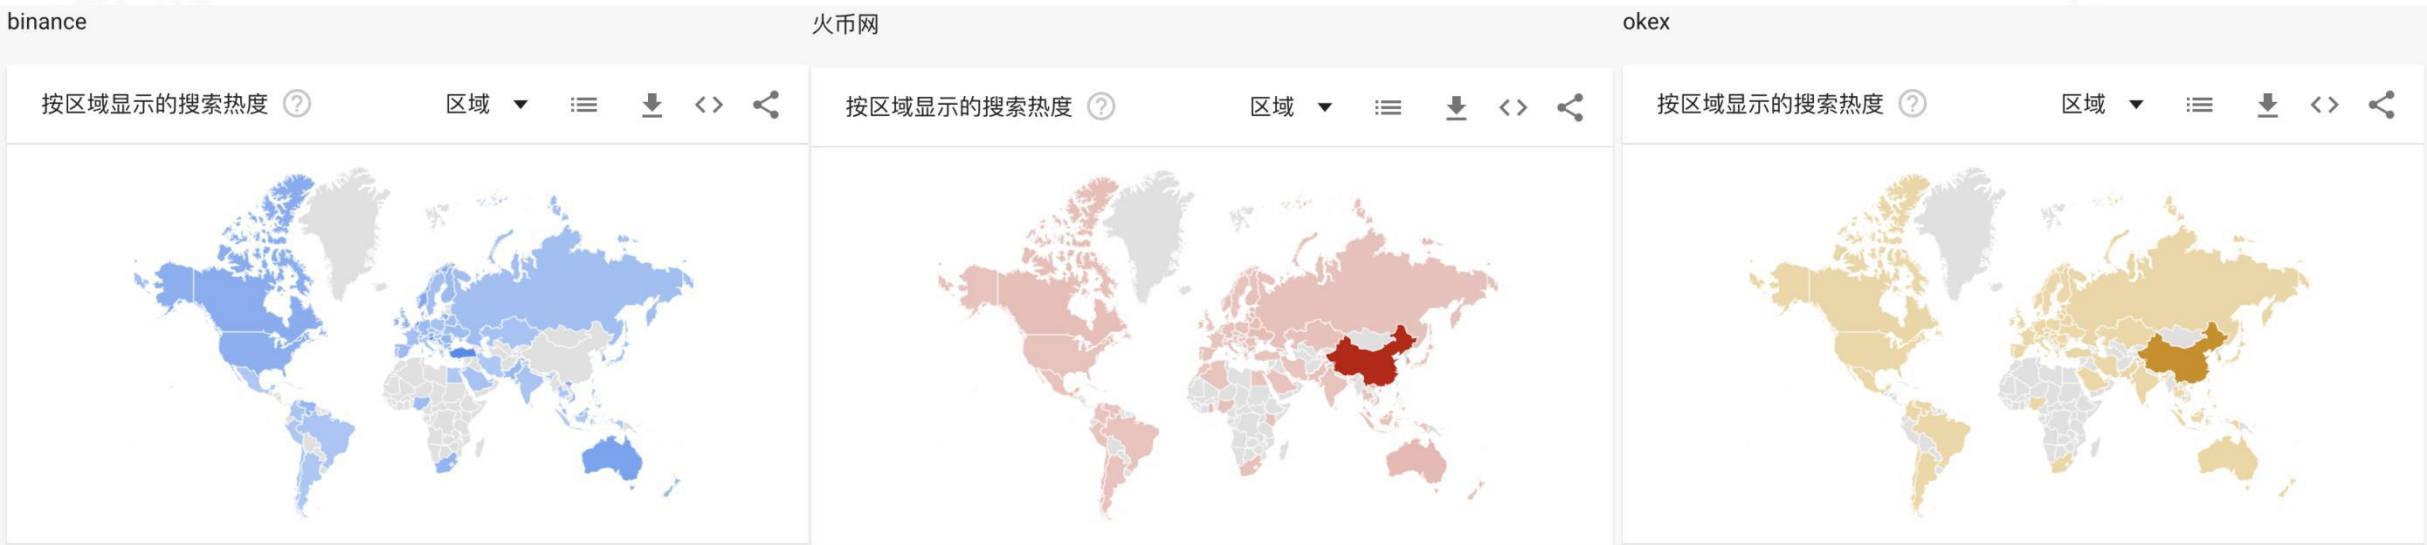 binance
按区域显示的搜索热度 ?
区域
火币网
按区域显示的搜索热度 ?
区域
okex
按区域显示的搜索热度 ?
区域